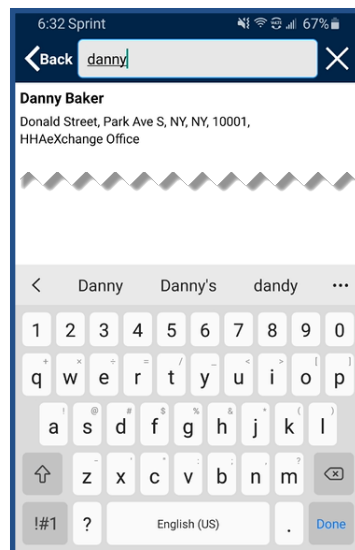 6:32 Sprint 67%
Back danny
Danny Baker
Donald Street, Park Ave S, NY, NY, 10001,
HHAeXchange Office
Danny Danny's dandy
1 2 3 4 5 6 7 8 9 0
q w e r t y u i o p
a s d f g h j k l
z x c v b n m
!#1 ? English (US) . Done